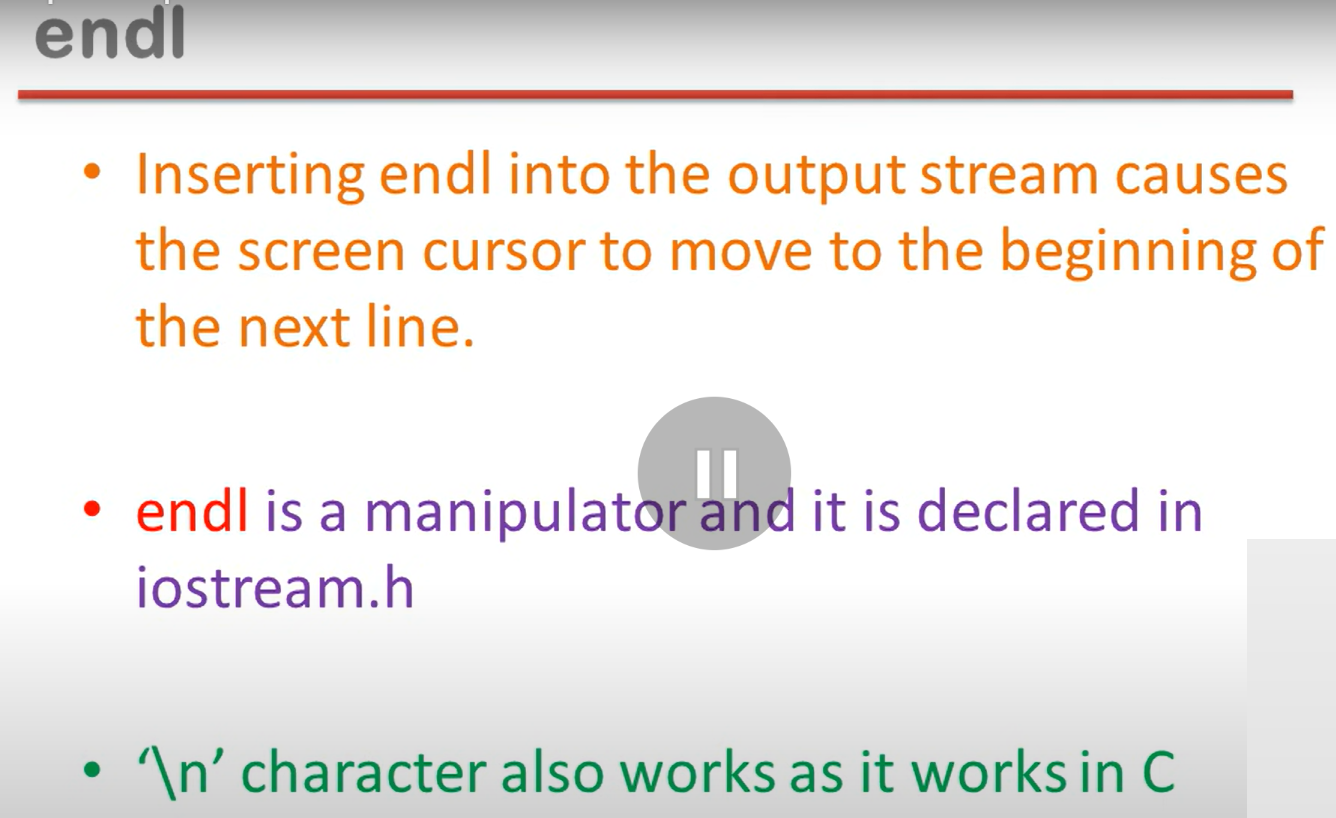 endl
• Inserting endl into the output stream causes
the screen cursor to move to the beginning of
the next line.
• endl is a manipulator and it is declared in
iostream.h
• ‘\n’ character also works as it works in C